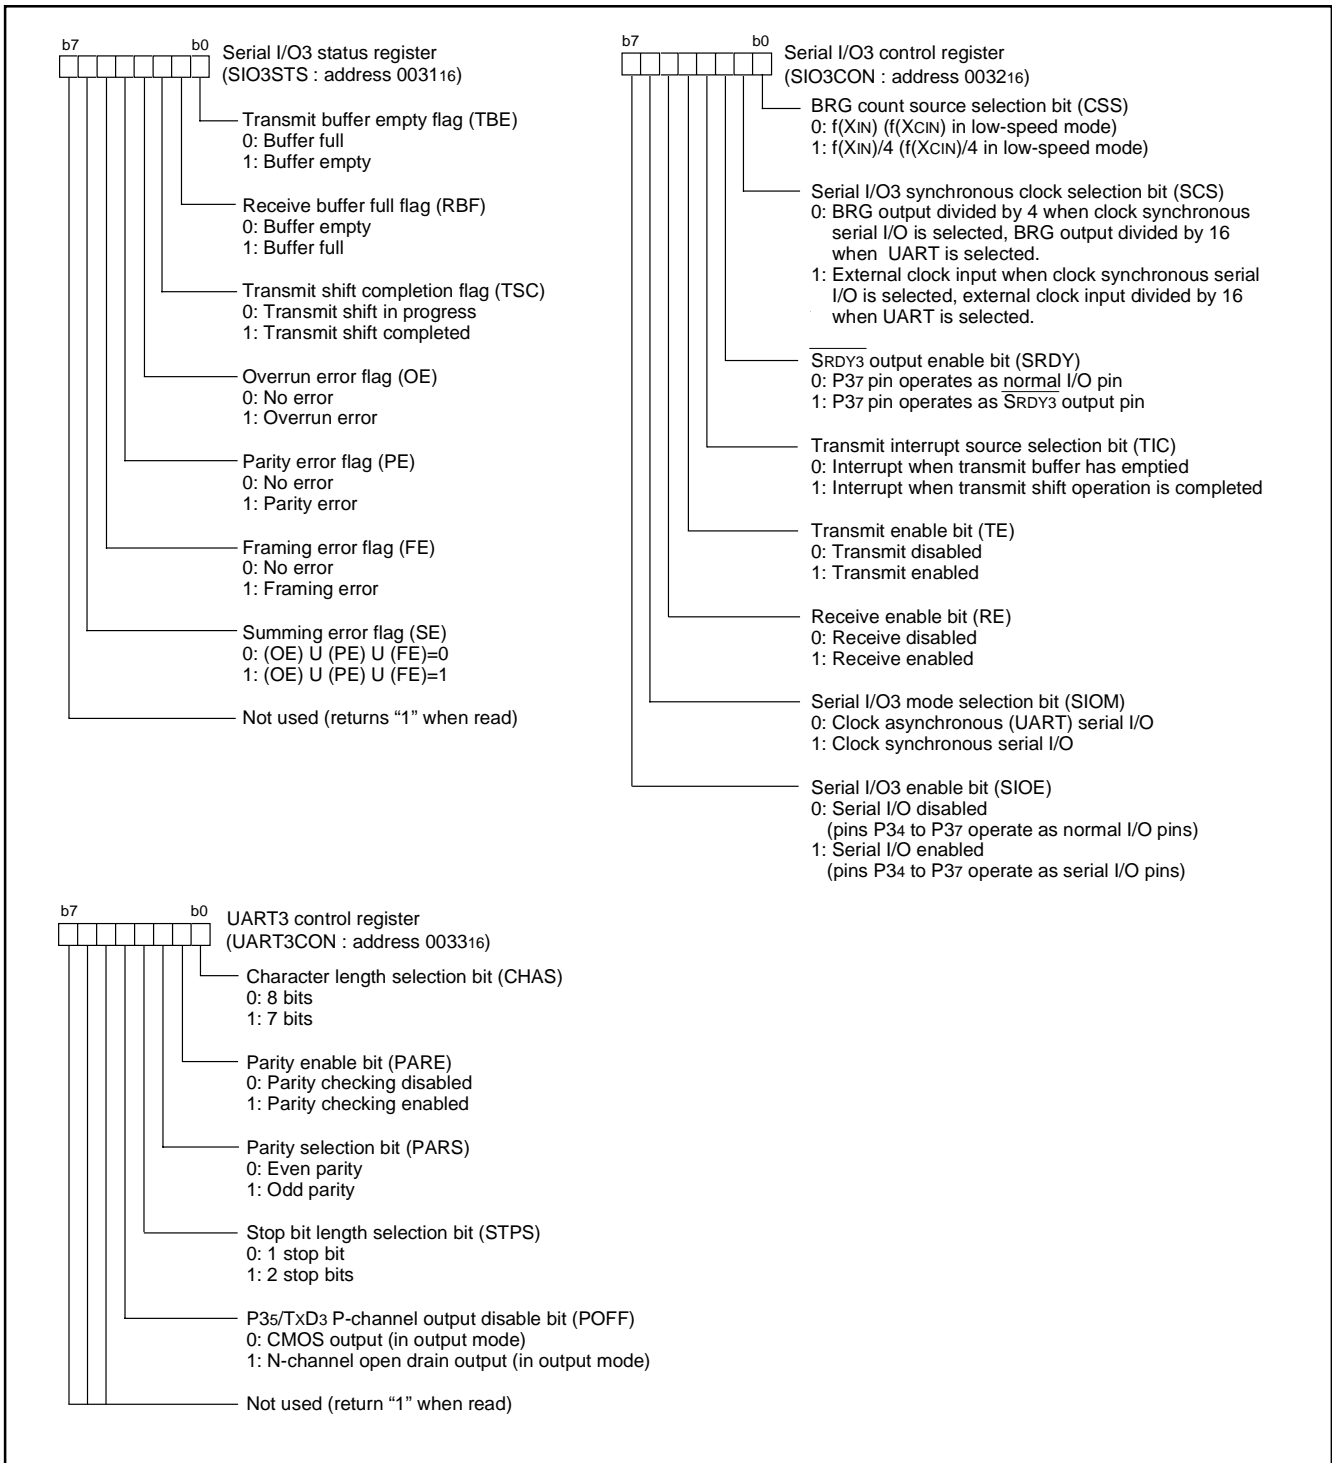 b7 b0 Serial I/O3 status register
(SIO3STS : address 003116)
Transmit buffer empty flag (TBE)
0: Buffer full
1: Buffer empty
Receive buffer full flag (RBF)
0: Buffer empty
1: Buffer full
Transmit shift completion flag (TSC)
0: Transmit shift in progress
1: Transmit shift completed
Overrun error flag (OE)
0: No error
1: Overrun error
Parity error flag (PE)
0: No error
1: Parity error
Framing error flag (FE)
0: No error
1: Framing error
Summing error flag (SE)
0: (OE) U (PE) U (FE)=0
1: (OE) U (PE) U (FE)=1
Not used (returns “1” when read)
b7 b0 Serial I/O3 control register
(SIO3CON : address 003216)
BRG count source selection bit (CSS)
0: f(XIN) (f(XCIN) in low-speed mode)
1: f(XIN)/4 (f(XCIN)/4 in low-speed mode)
Serial I/O3 synchronous clock selection bit (SCS)
0: BRG output divided by 4 when clock synchronous
serial I/O is selected, BRG output divided by 16
when UART is selected.
1: External clock input when clock synchronous serial
I/O is selected, external clock input divided by 16
when UART is selected.
SRDY3 output enable bit (SRDY)
0: P37 pin operates as normal I/O pin
1: P37 pin operates as SRDY3 output pin
Transmit interrupt source selection bit (TIC)
0: Interrupt when transmit buffer has emptied
1: Interrupt when transmit shift operation is completed
Transmit enable bit (TE)
0: Transmit disabled
1: Transmit enabled
Receive enable bit (RE)
0: Receive disabled
1: Receive enabled
Serial I/O3 mode selection bit (SIOM)
0: Clock asynchronous (UART) serial I/O
1: Clock synchronous serial I/O
Serial I/O3 enable bit (SIOE)
0: Serial I/O disabled
(pins P34 to P37 operate as normal I/O pins)
1: Serial I/O enabled
(pins P34 to P37 operate as serial I/O pins)
b7 b0 UART3 control register
(UART3CON : address 003316)
Character length selection bit (CHAS)
0: 8 bits
1: 7 bits
Parity enable bit (PARE)
0: Parity checking disabled
1: Parity checking enabled
Parity selection bit (PARS)
0: Even parity
1: Odd parity
Stop bit length selection bit (STPS)
0: 1 stop bit
1: 2 stop bits
P35/TXD3 P-channel output disable bit (POFF)
0: CMOS output (in output mode)
1: N-channel open drain output (in output mode)
Not used (return “1” when read)